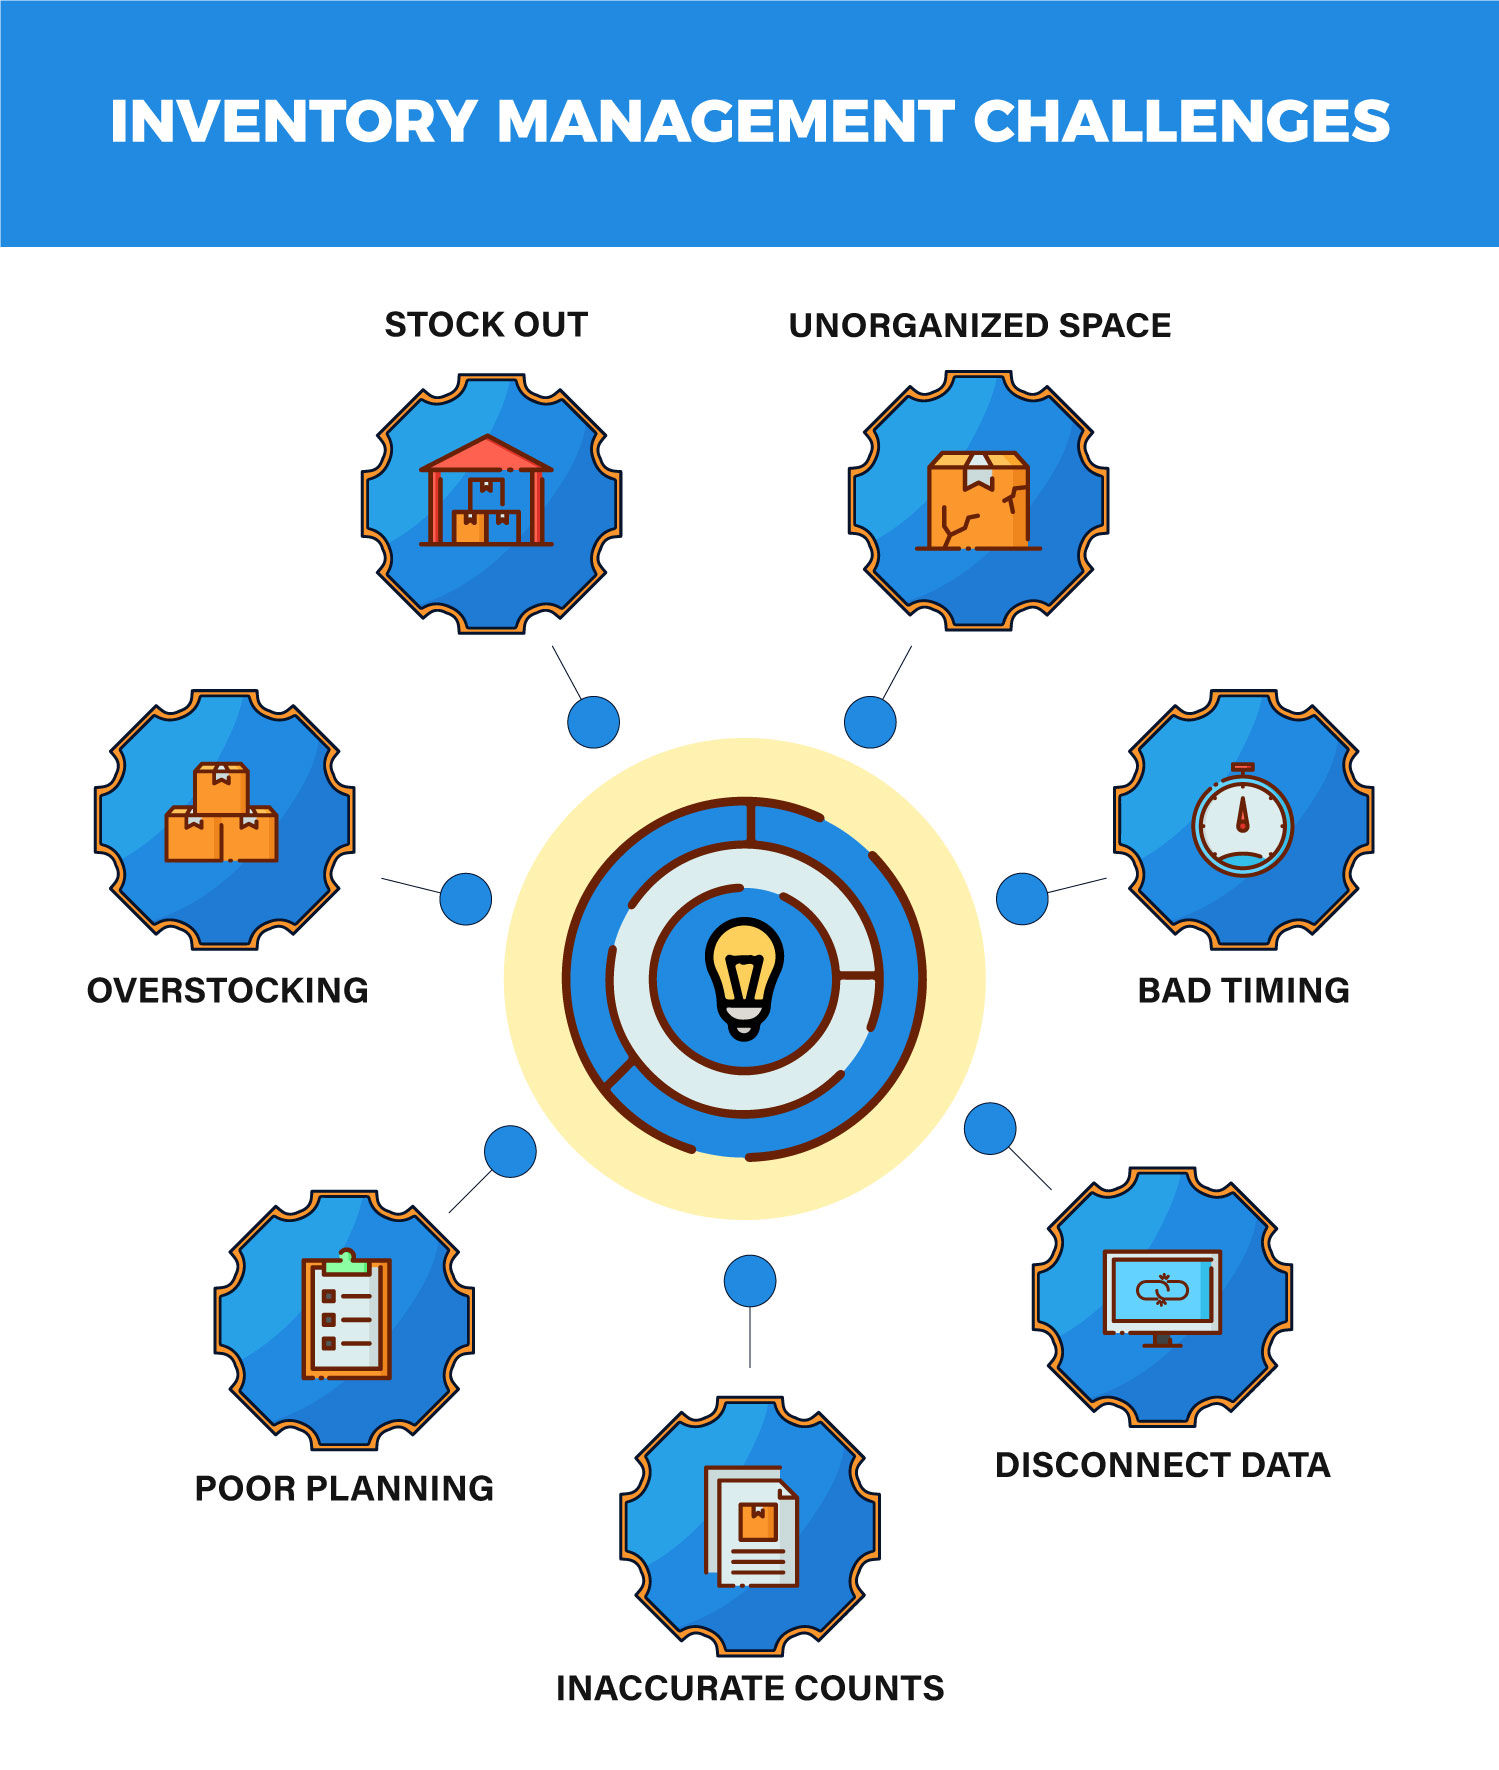 INVENTORY MANAGEMENT CHALLENGES
STOCK OUT
UNORGANIZED SPACE
OVERSTOCKING
BAD TIMING
POOR PLANNING
DISCONNECT DATA
INACCURATE COUNTS